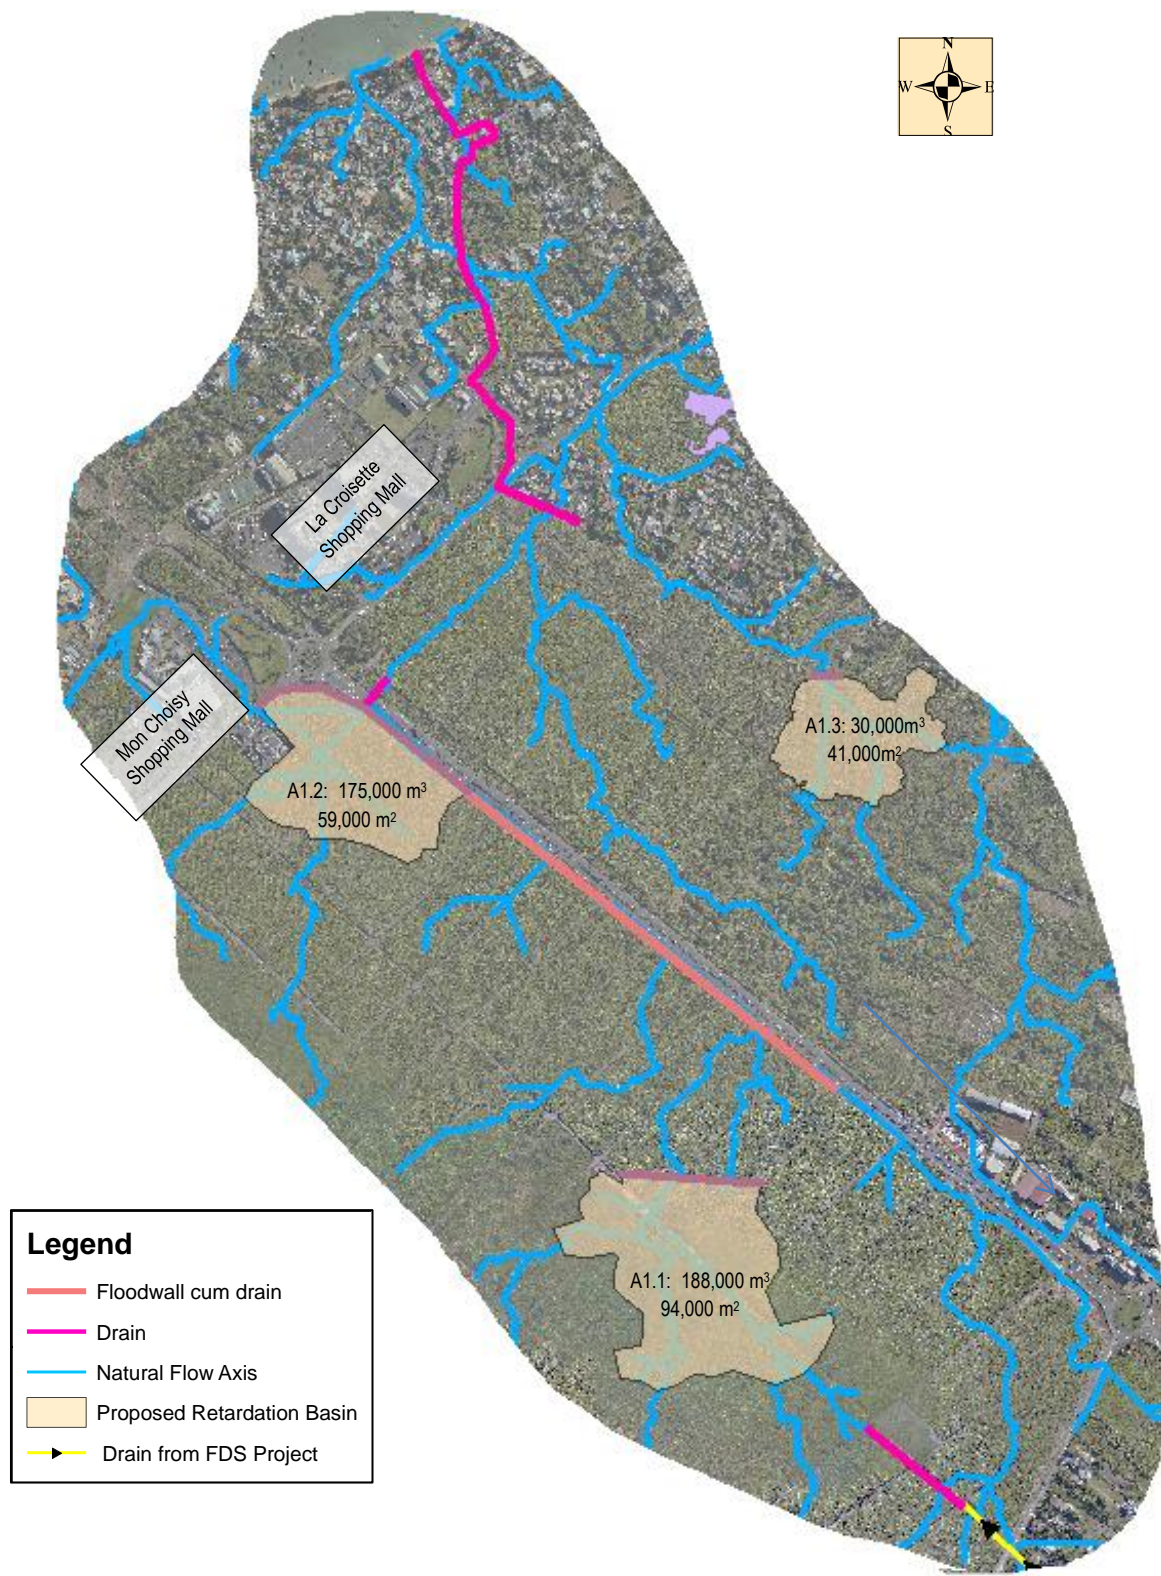 N
W E
S
La Croisette
Shopping Mall
Mon Choisy
Shopping Mall
A1.3: 30,000m³
41,000m²
A1.2: 175,000 m³
59,000 m²
A1.1: 188,000 m³
94,000 m²
Legend
Floodwall cum drain
Drain
Natural Flow Axis
Proposed Retardation Basin
Drain from FDS Project